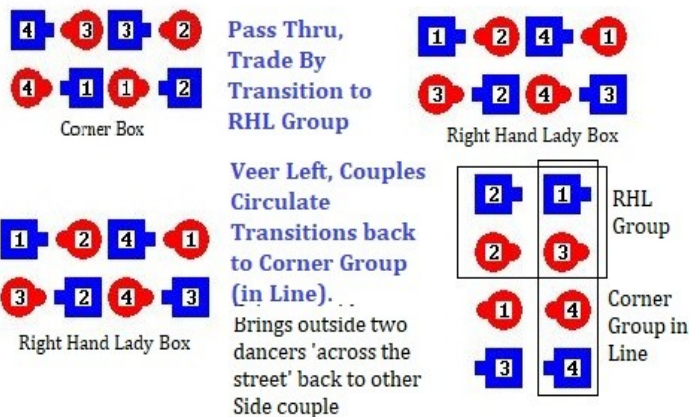 4 3 3 2
4 1 1 2
Corner Box
Pass Thru,
Trade By
Transition to
RHL Group
1 2 4 1
3 2 4 3
Right Hand Lady Box
1 2 4 1
3 2 4 3
Right Hand Lady Box
Veer Left, Couples
Circulate
Transitions back
to Corner Group
(in Line).
Brings outside two
dancers 'across the
street' back to other
Side couple
2 1
2 3
1 4
3 4
RHL
Group
Corner
Group in
Line